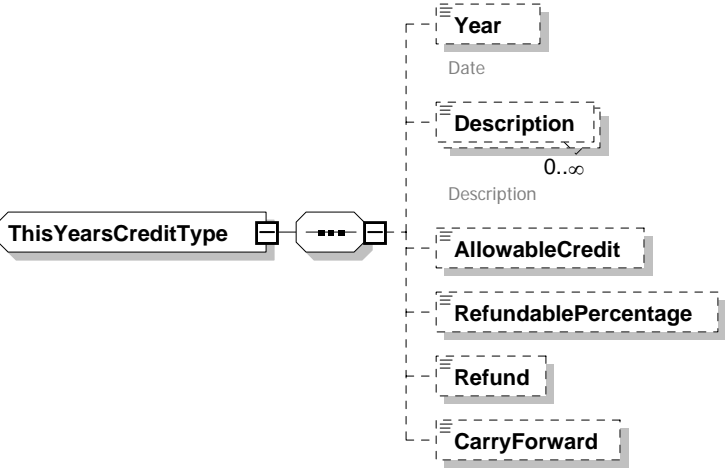 Year
Date
Description
0..∞
Description
ThisYearsCreditType
AllowableCredit
RefundablePercentage
Refund
CarryForward